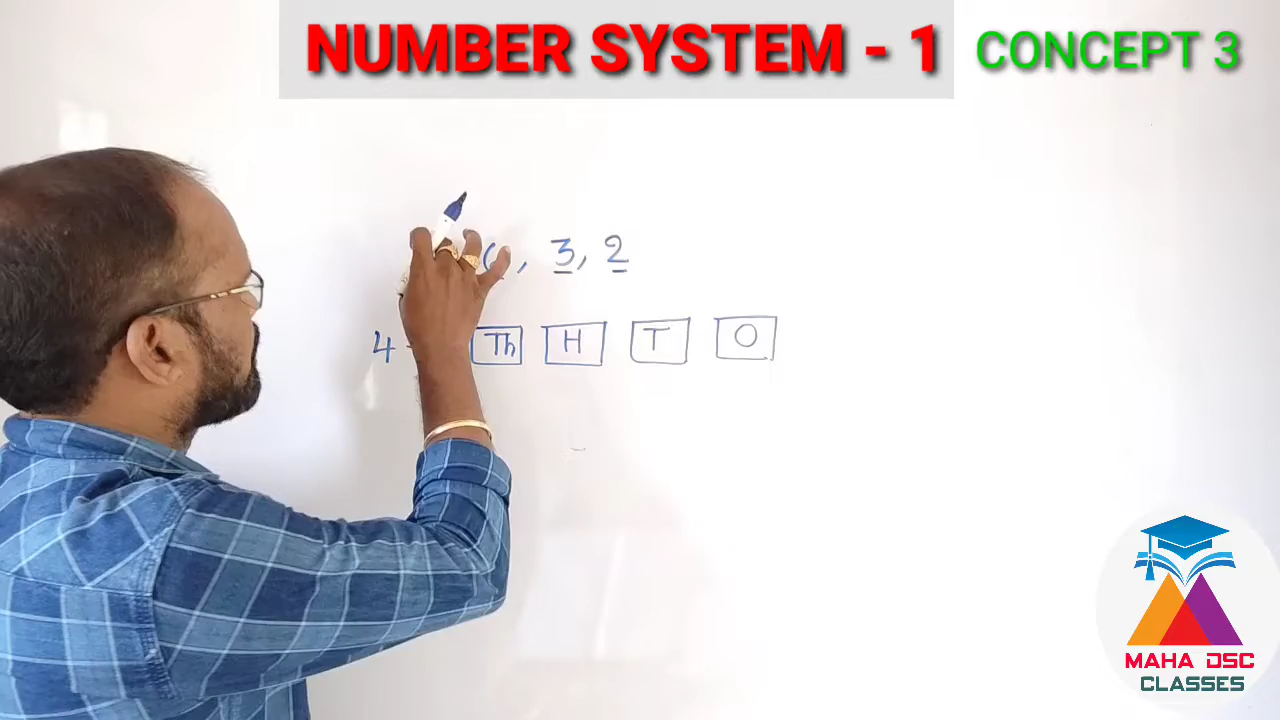 NUMBER SYSTEM - 1 CONCEPT 3
, 3, 2
4 Th H T O
MAHA DSC
CLASSES